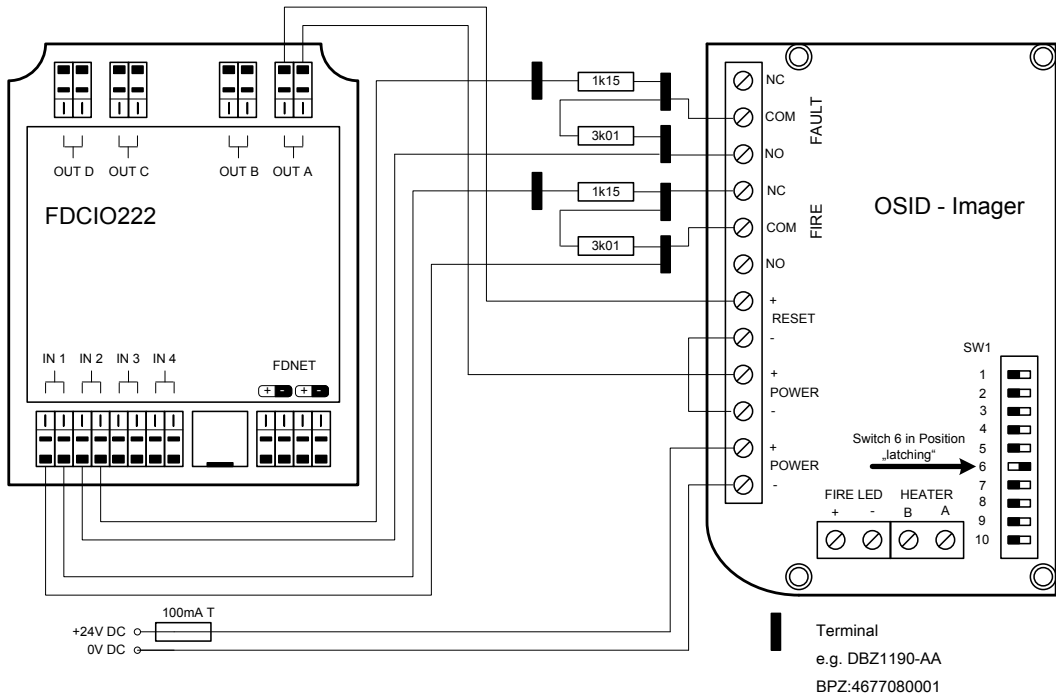 OUT D
OUT C
OUT B
OUT A
FDCIO222
IN 1
IN 2
IN 3
IN 4
FDNET
+ - + -
1k15
3k01
1k15
3k01
100mA T
+24V DC
0V DC
NC
COM
NO
FAULT
NC
COM
NO
FIRE
+
RESET
-
+
POWER
-
+
POWER
-
OSID - Imager
SW1
1
2
3
4
5
6
7
8
9
10
Switch 6 in Position
„latching“
FIRE LED
+ -
HEATER
B A
Terminal
e.g. DBZ1190-AA
BPZ:4677080001